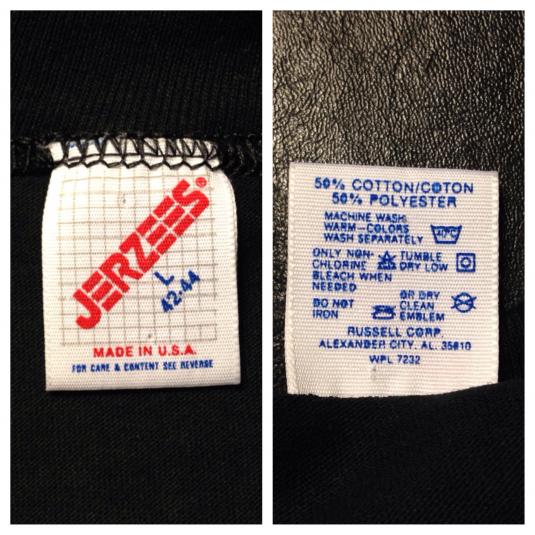 JERZEES®
L
42-44
MADE IN U.S.A.
FOR CARE & CONTENT SEE REVERSE
50% COTTON/COTON
50% POLYESTER
MACHINE WASH
WARM-COLORS
WASH SEPARATELY
ONLY NON-
CHLORINE
BLEACH WHEN
NEEDED
TUMBLE
DRY LOW
DO NOT
IRON
OR DRY
CLEAN
EMBLEM
RUSSELL CORP.
ALEXANDER CITY, AL. 35010
WPL 7232